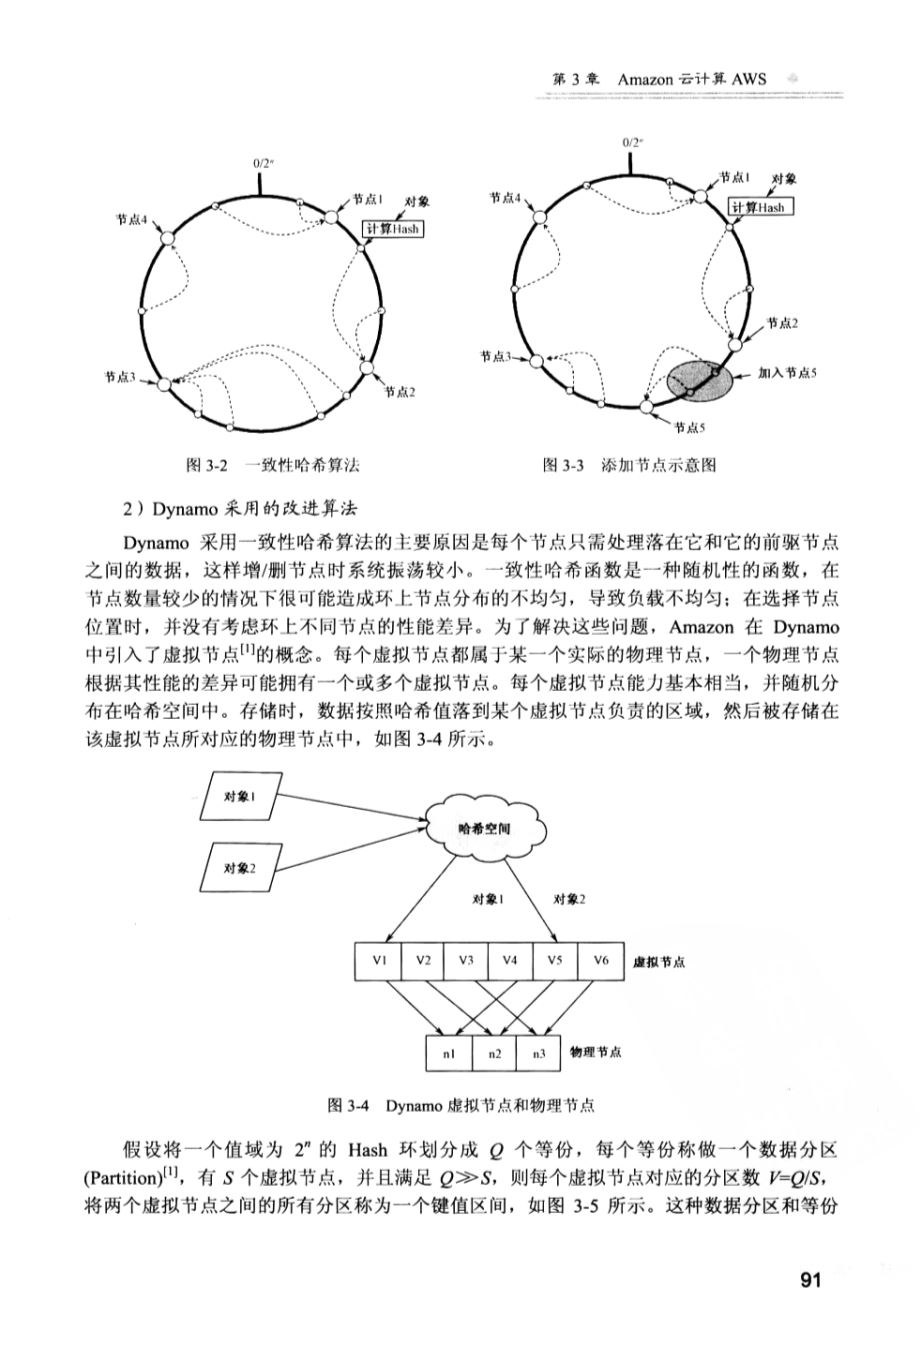 第 3 章 Amazon 云计算 AWS
0/2ⁿ
节点1
对象
计算Hash
节点4
节点3
节点2
0/2ⁿ
节点1
对象
计算Hash
节点4
节点2
节点3
加入节点5
节点5
图 3-2 一致性哈希算法
图 3-3 添加节点示意图
2）Dynamo 采用的改进算法
Dynamo 采用一致性哈希算法的主要原因是每个节点只需处理落在它和它的前驱节点
之间的数据，这样增/删节点时系统振荡较小。一致性哈希函数是一种随机性的函数，在
节点数量较少的情况下很可能造成环上节点分布的不均匀，导致负载不均匀；在选择节点
位置时，并没有考虑环上不同节点的性能差异。为了解决这些问题，Amazon 在 Dynamo
中引入了虚拟节点[1]的概念。每个虚拟节点都属于某一个实际的物理节点，一个物理节点
根据其性能的差异可能拥有一个或多个虚拟节点。每个虚拟节点能力基本相当，并随机分
布在哈希空间中。存储时，数据按照哈希值落到某个虚拟节点负责的区域，然后被存储在
该虚拟节点所对应的物理节点中，如图 3-4 所示。
对象1
哈希空间
对象2
对象1 对象2
V1 V2 V3 V4 V5 V6 虚拟节点
n1 n2 n3 物理节点
图 3-4 Dynamo 虚拟节点和物理节点
假设将一个值域为 2ⁿ 的 Hash 环划分成 Q 个等份，每个等份称做一个数据分区
(Partition)[1]，有 S 个虚拟节点，并且满足 Q≫S，则每个虚拟节点对应的分区数 V=Q/S，
将两个虚拟节点之间的所有分区称为一个键值区间，如图 3-5 所示。这种数据分区和等份
91